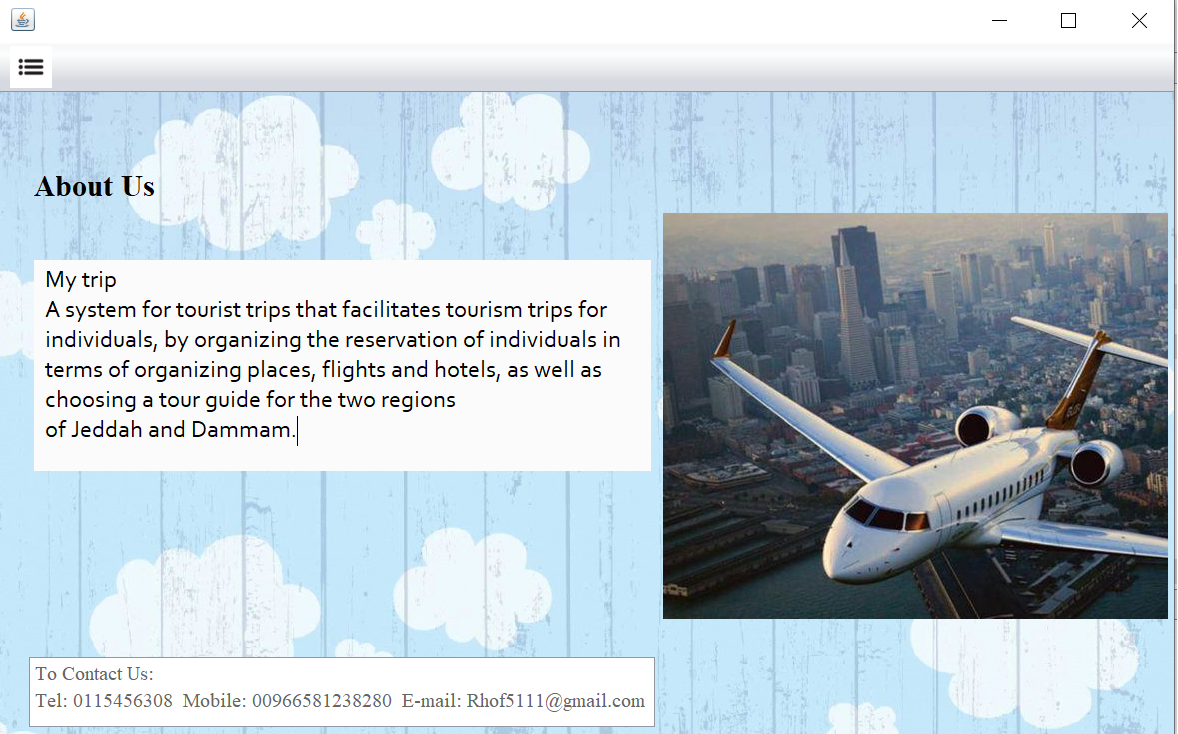 About Us
My trip
A system for tourist trips that facilitates tourism trips for
individuals, by organizing the reservation of individuals in
terms of organizing places, flights and hotels, as well as
choosing a tour guide for the two regions
of Jeddah and Dammam.
To Contact Us:
Tel: 0115456308  Mobile: 00966581238280  E-mail: Rhof5111@gmail.com